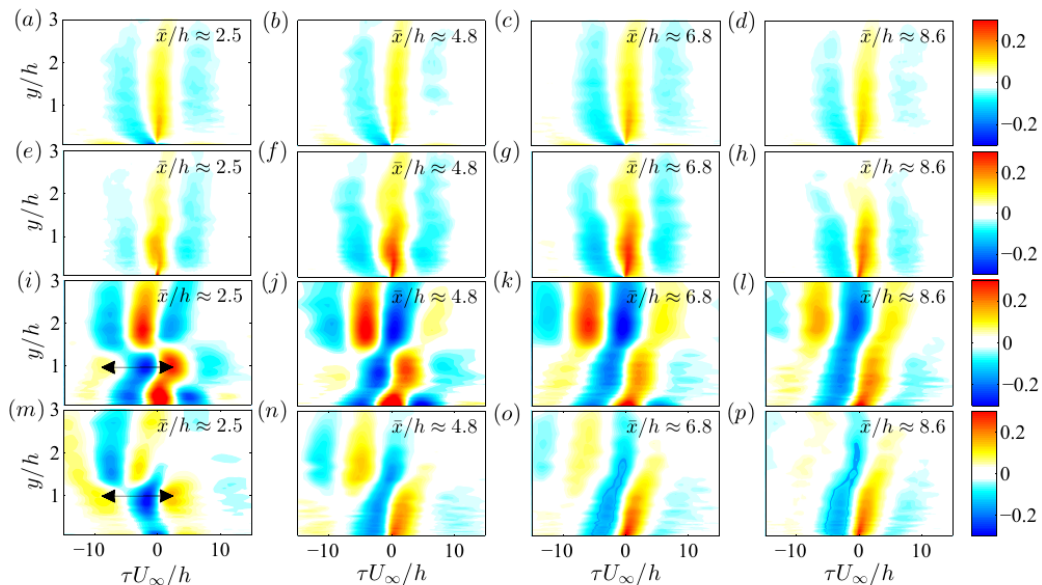 (a) x̄/h ≈ 2.5 (b) x̄/h ≈ 4.8 (c) x̄/h ≈ 6.8 (d) x̄/h ≈ 8.6
3
2
1
y/h
0.2
0
−0.2
(e) x̄/h ≈ 2.5 (f) x̄/h ≈ 4.8 (g) x̄/h ≈ 6.8 (h) x̄/h ≈ 8.6
3
2
1
y/h
0.2
0
−0.2
(i) x̄/h ≈ 2.5 (j) x̄/h ≈ 4.8 (k) x̄/h ≈ 6.8 (l) x̄/h ≈ 8.6
3
2
1
y/h
0.2
0
−0.2
(m) x̄/h ≈ 2.5 (n) x̄/h ≈ 4.8 (o) x̄/h ≈ 6.8 (p) x̄/h ≈ 8.6
3
2
1
y/h
0.2
0
−0.2
−10 0 10 −10 0 10 −10 0 10 −10 0 10
τU∞/h τU∞/h τU∞/h τU∞/h